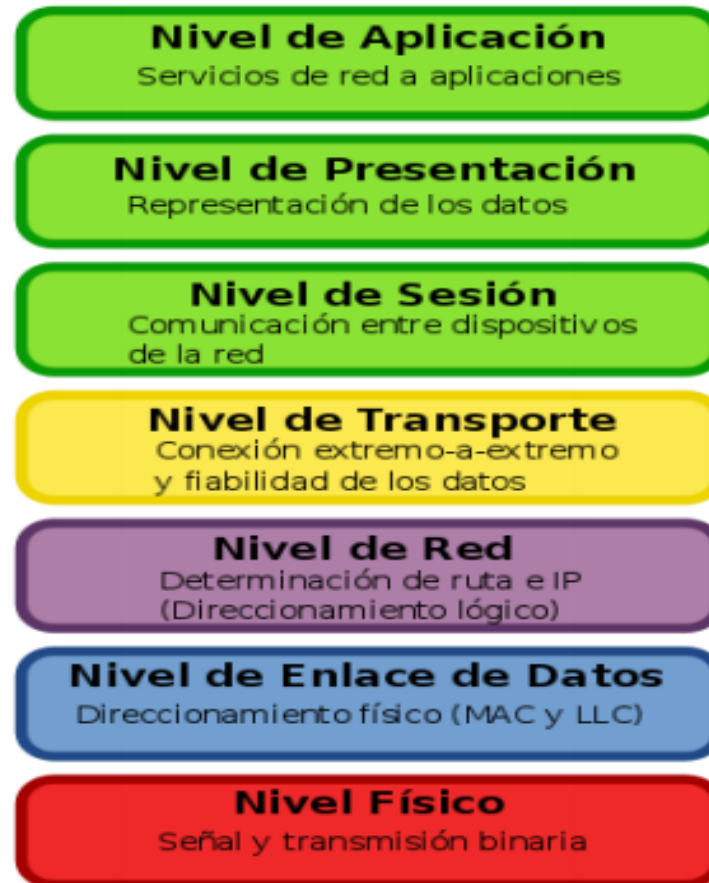 Nivel de Aplicación
Servicios de red a aplicaciones
Nivel de Presentación
Representación de los datos
Nivel de Sesión
Comunicación entre dispositivos
de la red
Nivel de Transporte
Conexión extremo-a-extremo
y fiabilidad de los datos
Nivel de Red
Determinación de ruta e IP
(Direccionamiento lógico)
Nivel de Enlace de Datos
Direccionamiento físico (MAC y LLC)
Nivel Físico
Señal y transmisión binaria